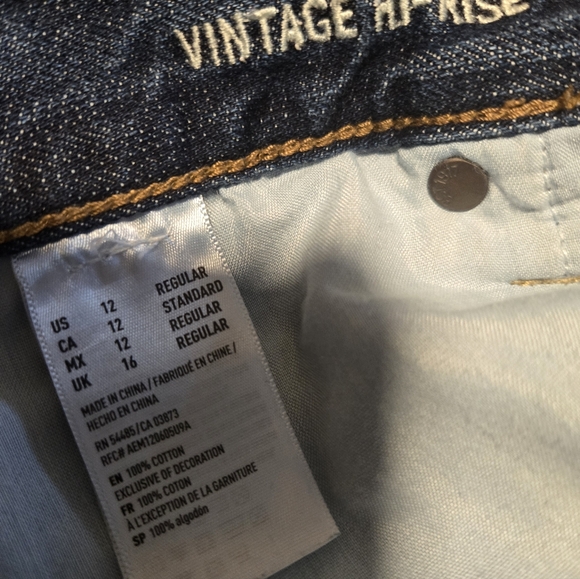 VINTAGE HI-RISE
US 12 REGULAR
CA 12 STANDARD
MX 12 REGULAR
UK 16 REGULAR
MADE IN CHINA / FABRIQUÉ EN CHINE /
HECHO EN CHINA
RN 54485/CA 03873
RFC# AEM120605U9A
EN 100% COTTON
EXCLUSIVE OF DECORATION
FR 100% COTON
À L'EXCEPTION DE LA GARNITURE
SP 100% algodón